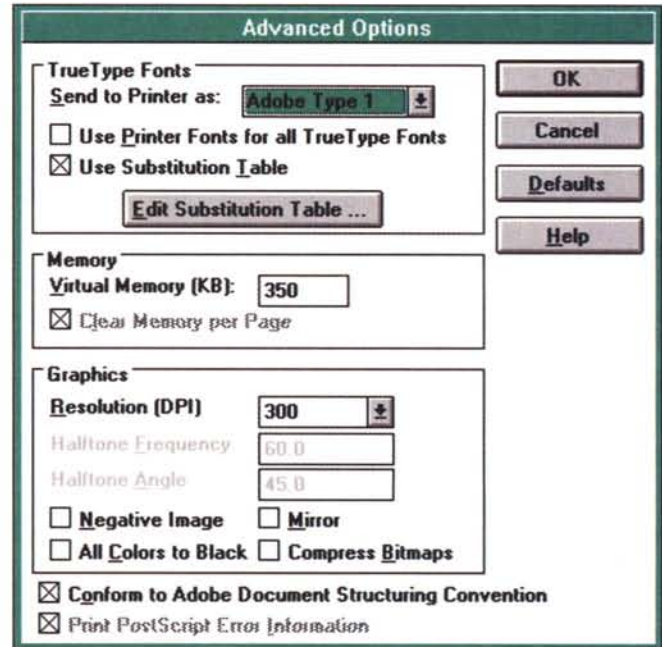 Advanced Options
TrueType Fonts
Send to Printer as: Adobe Type 1
Use Printer Fonts for all TrueType Fonts
Use Substitution Table
Edit Substitution Table ...
OK
Cancel
Defaults
Help
Memory
Virtual Memory (KB): 350
Clear Memory per Page
Graphics
Resolution (DPI) 300
Halftone Frequency 60.0
Halftone Angle 45.0
Negative Image Mirror
All Colors to Black Compress Bitmaps
Conform to Adobe Document Structuring Convention
Print PostScript Error Information